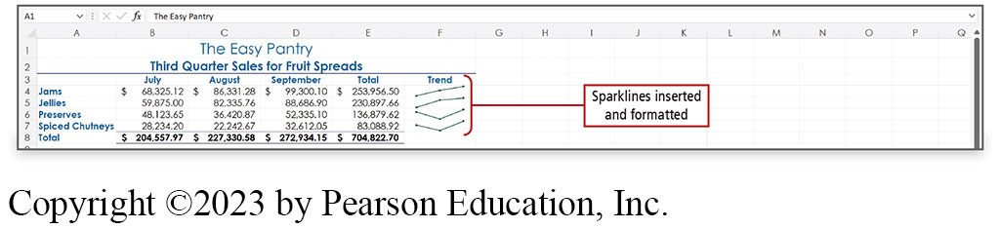 A1 fx The Easy Pantry
A B C D E F G H I J K L M N O P Q
1 The Easy Pantry
2 Third Quarter Sales for Fruit Spreads
3 July August September Total Trend
4 Jams $ 68,325.12 $ 86,331.28 $ 99,300.10 $ 253,956.50
5 Jellies 59,875.00 82,335.76 88,686.90 230,897.66
6 Preserves 48,123.65 36,420.87 52,335.10 136,879.62
7 Spiced Chutneys 28,234.20 22,242.67 32,612.05 83,088.92
8 Total $ 204,557.97 $ 227,330.58 $ 272,934.15 $ 704,822.70
Sparklines inserted
and formatted
Copyright ©2023 by Pearson Education, Inc.